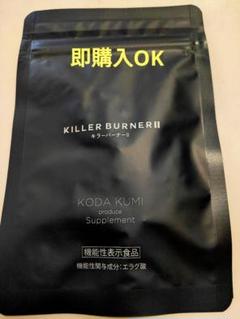 即購入OK
KILLER BURNERⅡ
キラーバーナーⅡ
KODA KUMI
produce
Supplement
機能性表示食品
機能性関与成分:エラグ酸